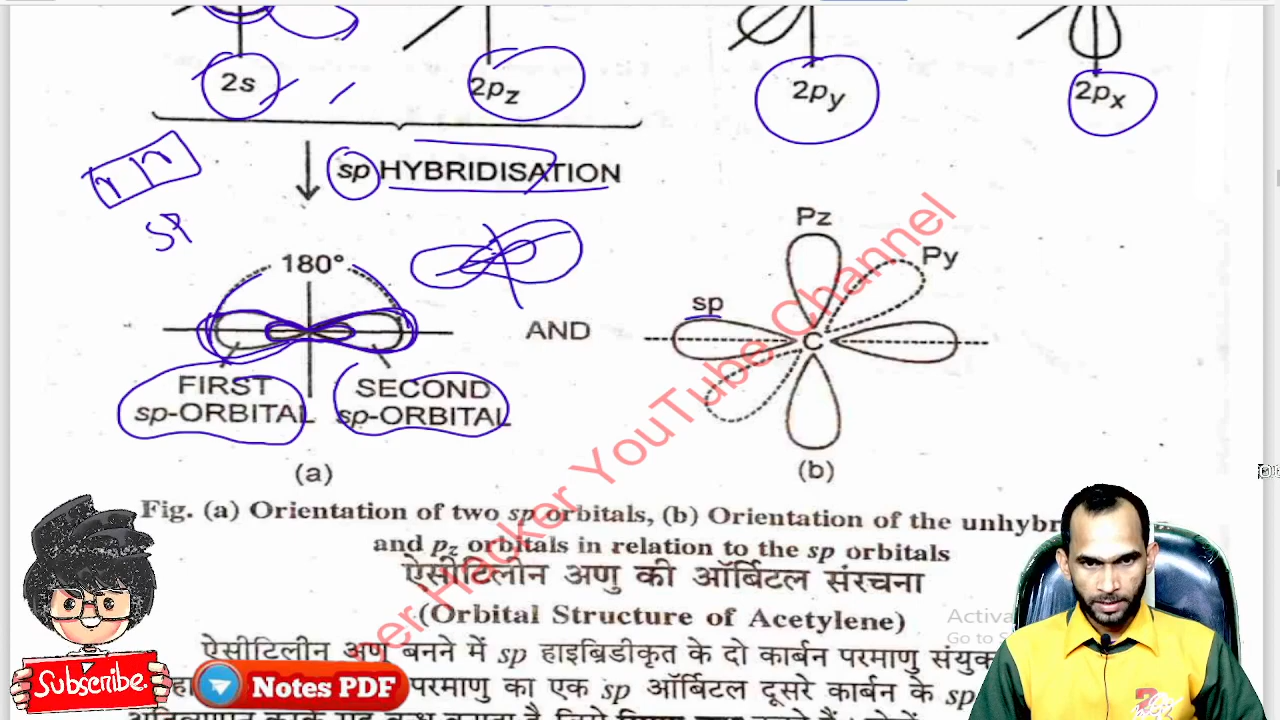 2s 2pz 2py 2px
sp HYBRIDISATION
sp
180°
FIRST
sp-ORBITAL
SECOND
sp-ORBITAL
(a)
AND
Pz
Py
sp
C
(b)
Hacker YouTube Channel
Fig. (a) Orientation of two sp orbitals, (b) Orientation of the
and pz orbitals in relation to the sp orbitals
ऐसीटिलीन अणु की ऑर्बिटल संरचना
(Orbital Structure of Acetylene)
ऐसीटिलीन अणु बनने में sp हाइब्रिडीकृत के दो कार्बन परमाणु
परमाणु का एक sp ऑर्बिटल दूसरे कार्बन के sp
Subscribe.
Notes PDF